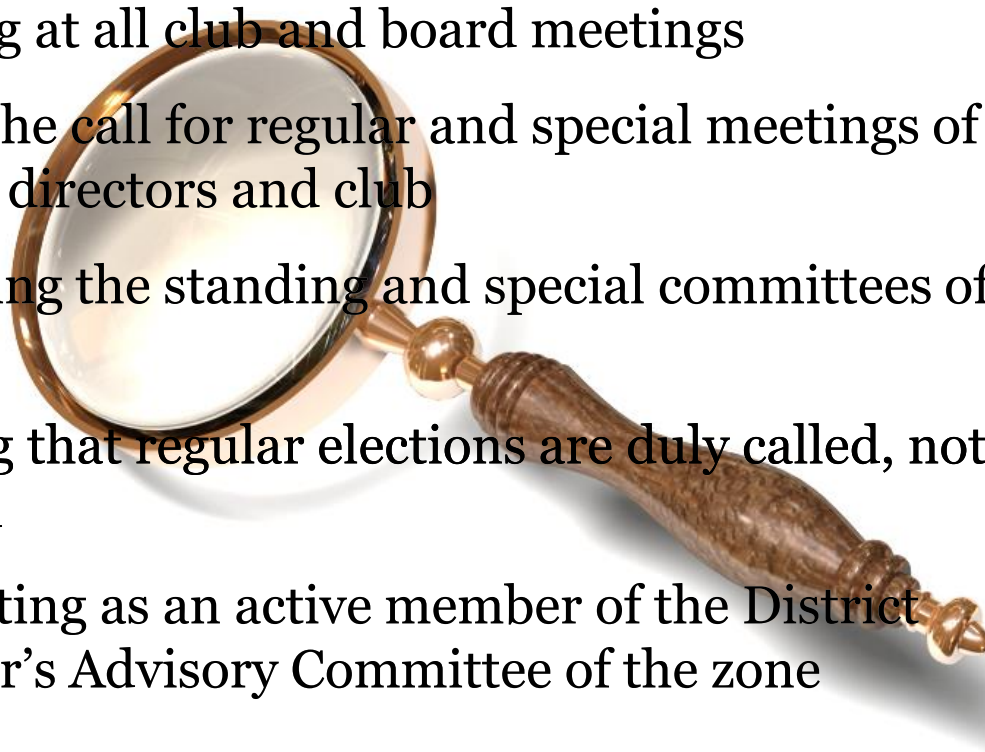 g at all club and board meetings
he call for regular and special meetings of
directors and club
ng the standing and special committees of
g that regular elections are duly called, not
ting as an active member of the District
r’s Advisory Committee of the zone